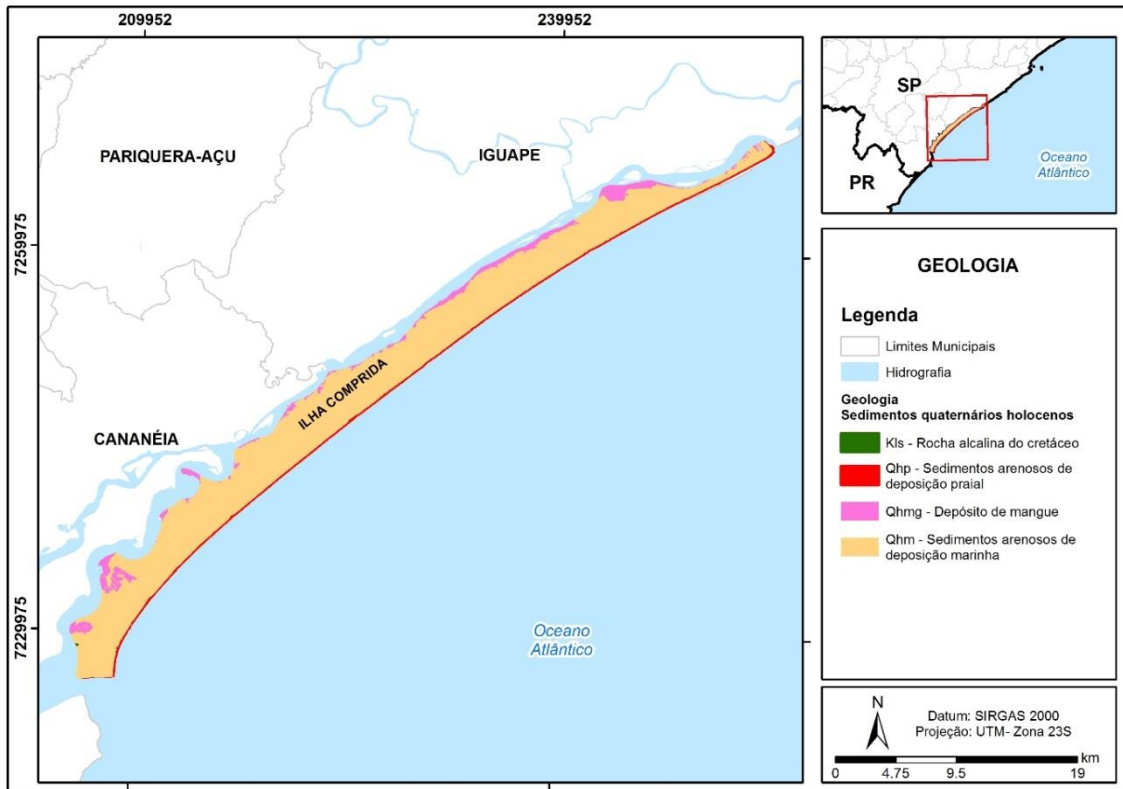 209952
239952
7259975
7229975
PARIQUERA-AÇU
IGUAPE
CANANÉIA
ILHA COMPRIDA
Oceano
Atlântico
SP
PR
Oceano
Atlântico
GEOLOGIA
Legenda
Limites Municipais
Hidrografia
Geologia
Sedimentos quaternários holocenos
Kls - Rocha alcalina do cretáceo
Qhp - Sedimentos arenosos de
deposição praial
Qhmg - Depósito de mangue
Qhm - Sedimentos arenosos de
deposição marinha
N
Datum: SIRGAS 2000
Projeção: UTM- Zona 23S
km
0 4.75 9.5 19